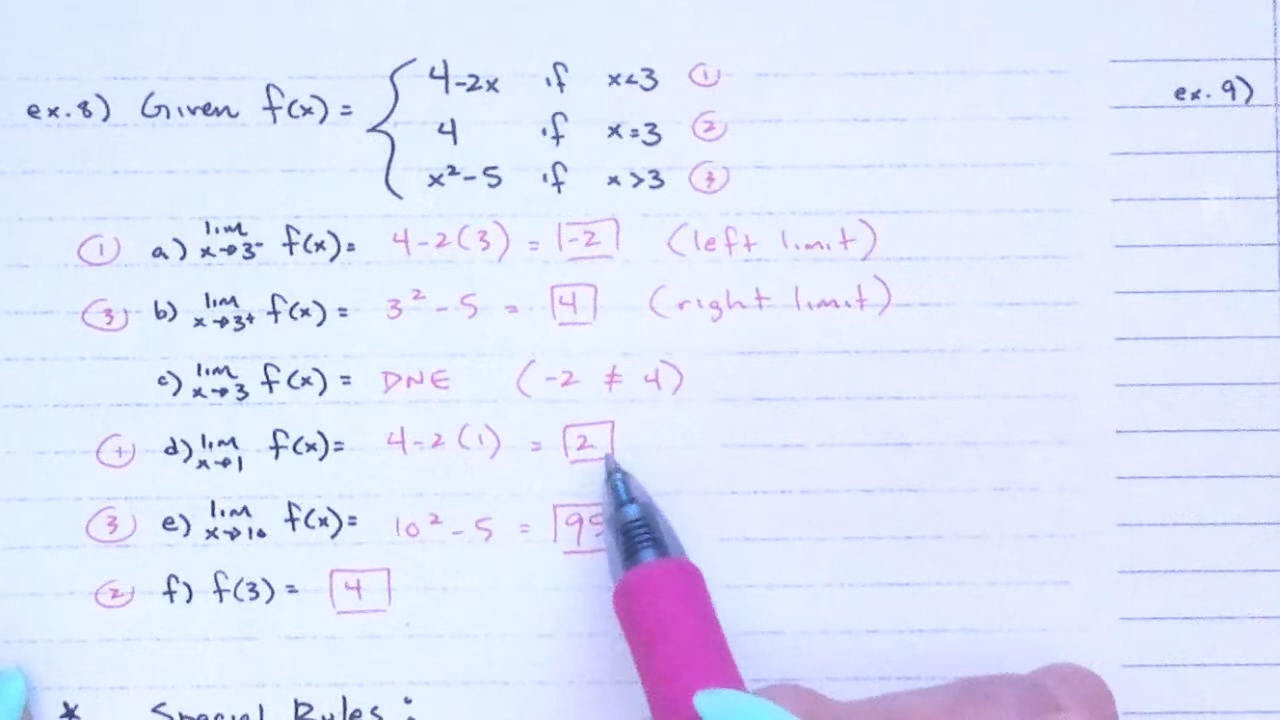 ex. 8) Given f(x) = { 4-2x if x<3 ①
4 if x=3 ②
x²-5 if x>3 ③
① a) lim x→3⁻ f(x) = 4-2(3) = -2 (left limit)
③ b) lim x→3⁺ f(x) = 3²-5 = 4 (right limit)
c) lim x→3 f(x) = DNE (-2 ≠ 4)
① d) lim x→1 f(x) = 4-2(1) = 2
③ e) lim x→10 f(x) = 10²-5 = 95
② f) f(3) = 4
* Special Rules:
ex. 9)